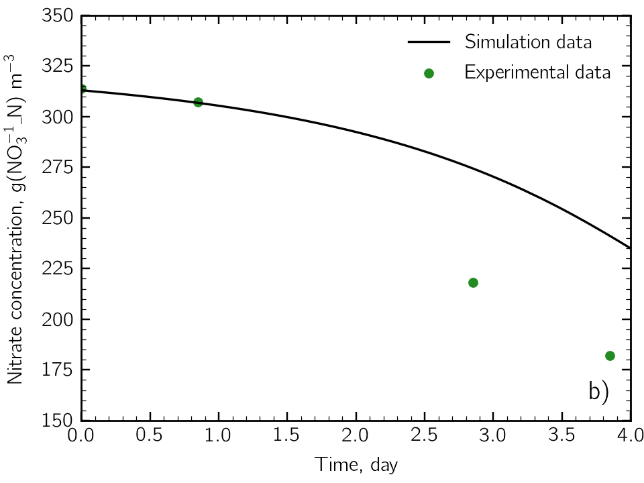 350
325
300
275
250
225
200
175
150
0.0 0.5 1.0 1.5 2.0 2.5 3.0 3.5 4.0
Time, day
Nitrate concentration, g(NO₃⁻¹_N) m⁻³
Simulation data
Experimental data
b)